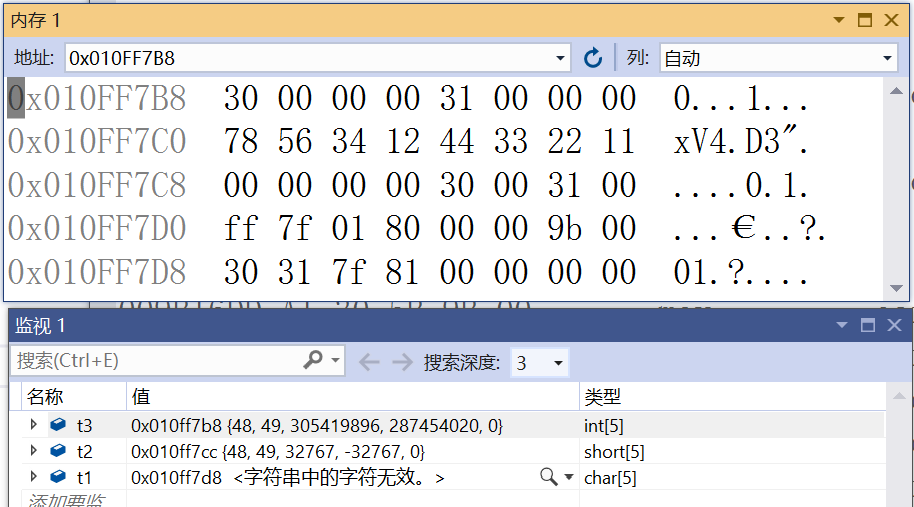 内存 1
地址: 0x010FF7B8 列: 自动
0x010FF7B8 30 00 00 00 31 00 00 00 0...1...
0x010FF7C0 78 56 34 12 44 33 22 11 xV4.D3″.
0x010FF7C8 00 00 00 00 30 00 31 00 ....0.1.
0x010FF7D0 ff 7f 01 80 00 00 9b 00 ...€..?.
0x010FF7D8 30 31 7f 81 00 00 00 00 01.?....
监视 1
搜索(Ctrl+E) 搜索深度: 3
名称 值 类型
t3 0x010ff7b8 {48, 49, 305419896, 287454020, 0} int[5]
t2 0x010ff7cc {48, 49, 32767, -32767, 0} short[5]
t1 0x010ff7d8 <字符串中的字符无效。> char[5]
添加要监